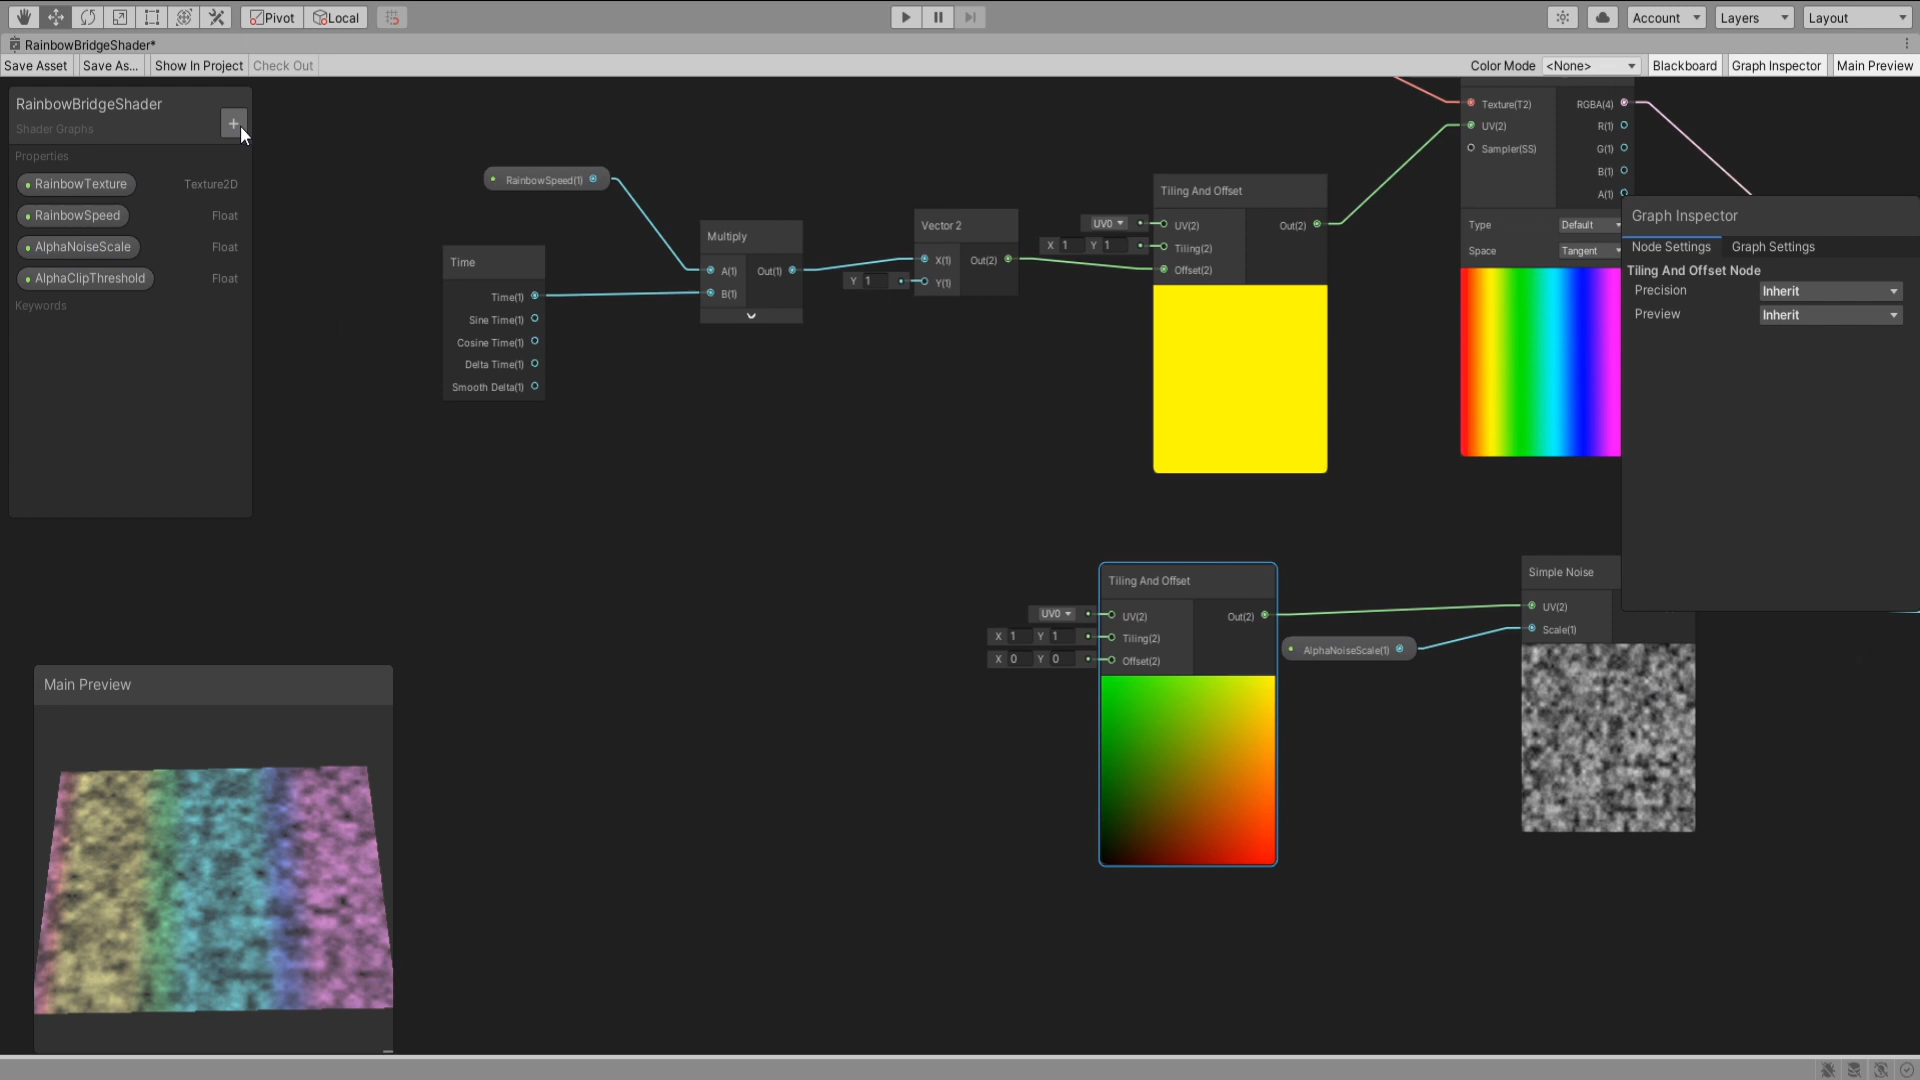 Pivot Local Account Layers Layout
RainbowBridgeShader*
Save Asset Save As... Show In Project Check Out Color Mode <None> Blackboard Graph Inspector Main Preview
RainbowBridgeShader
Shader Graphs
+
Properties
RainbowTexture Texture2D
RainbowSpeed Float
AlphaNoiseScale Float
AlphaClipThreshold Float
Keywords
RainbowSpeed(1)
Time
Time(1)
Sine Time(1)
Cosine Time(1)
Delta Time(1)
Smooth Delta(1)
Multiply
A(1) Out(1)
B(1)
Vector 2
X(1) Out(2)
Y 1 Y(1)
Tiling And Offset
UV0 UV(2) Out(2)
X 1 Y 1 Tiling(2)
Offset(2)
Texture(T2) RGBA(4)
UV(2) R(1)
Sampler(SS) G(1)
B(1)
A(1)
Type Default
Space Tangent
Graph Inspector
Node Settings Graph Settings
Tiling And Offset Node
Precision Inherit
Preview Inherit
Tiling And Offset
UV0 UV(2) Out(2)
X 1 Y 1 Tiling(2)
X 0 Y 0 Offset(2)
AlphaNoiseScale(1)
Simple Noise
UV(2)
Scale(1)
Main Preview